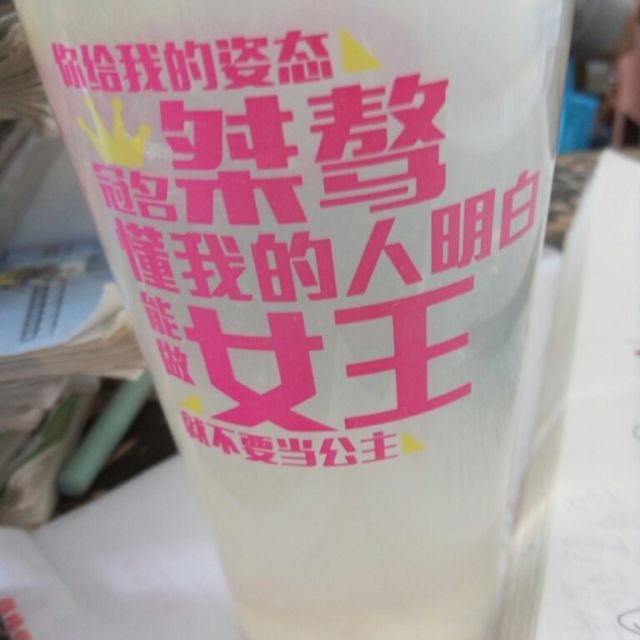 你给我的姿态
冠名
桀骜
懂我的人明白
能做
女王
就不要当公主